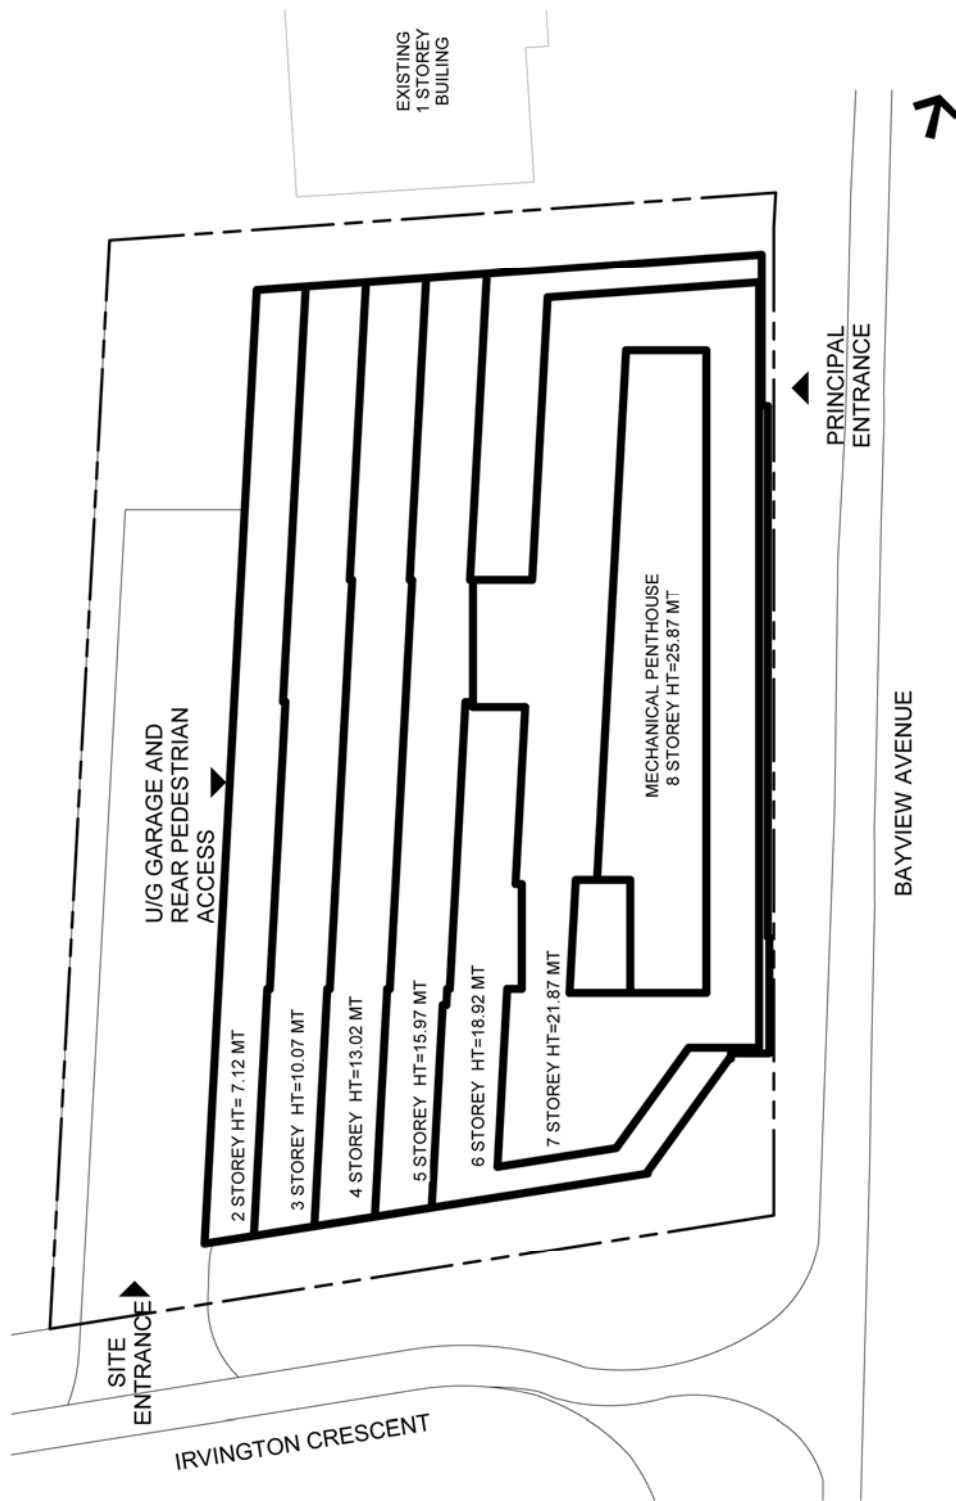 EXISTING
1 STOREY
BUILING
PRINCIPAL
ENTRANCE
MECHANICAL PENTHOUSE
8 STOREY HT=25.87 MT
U/G GARAGE AND
REAR PEDESTRIAN
ACCESS
BAYVIEW AVENUE
2 STOREY HT= 7.12 MT
3 STOREY HT=10.07 MT
4 STOREY HT=13.02 MT
5 STOREY HT=15.97 MT
6 STOREY HT=18.92 MT
7 STOREY HT=21.87 MT
SITE
ENTRANCE
IRVINGTON CRESCENT